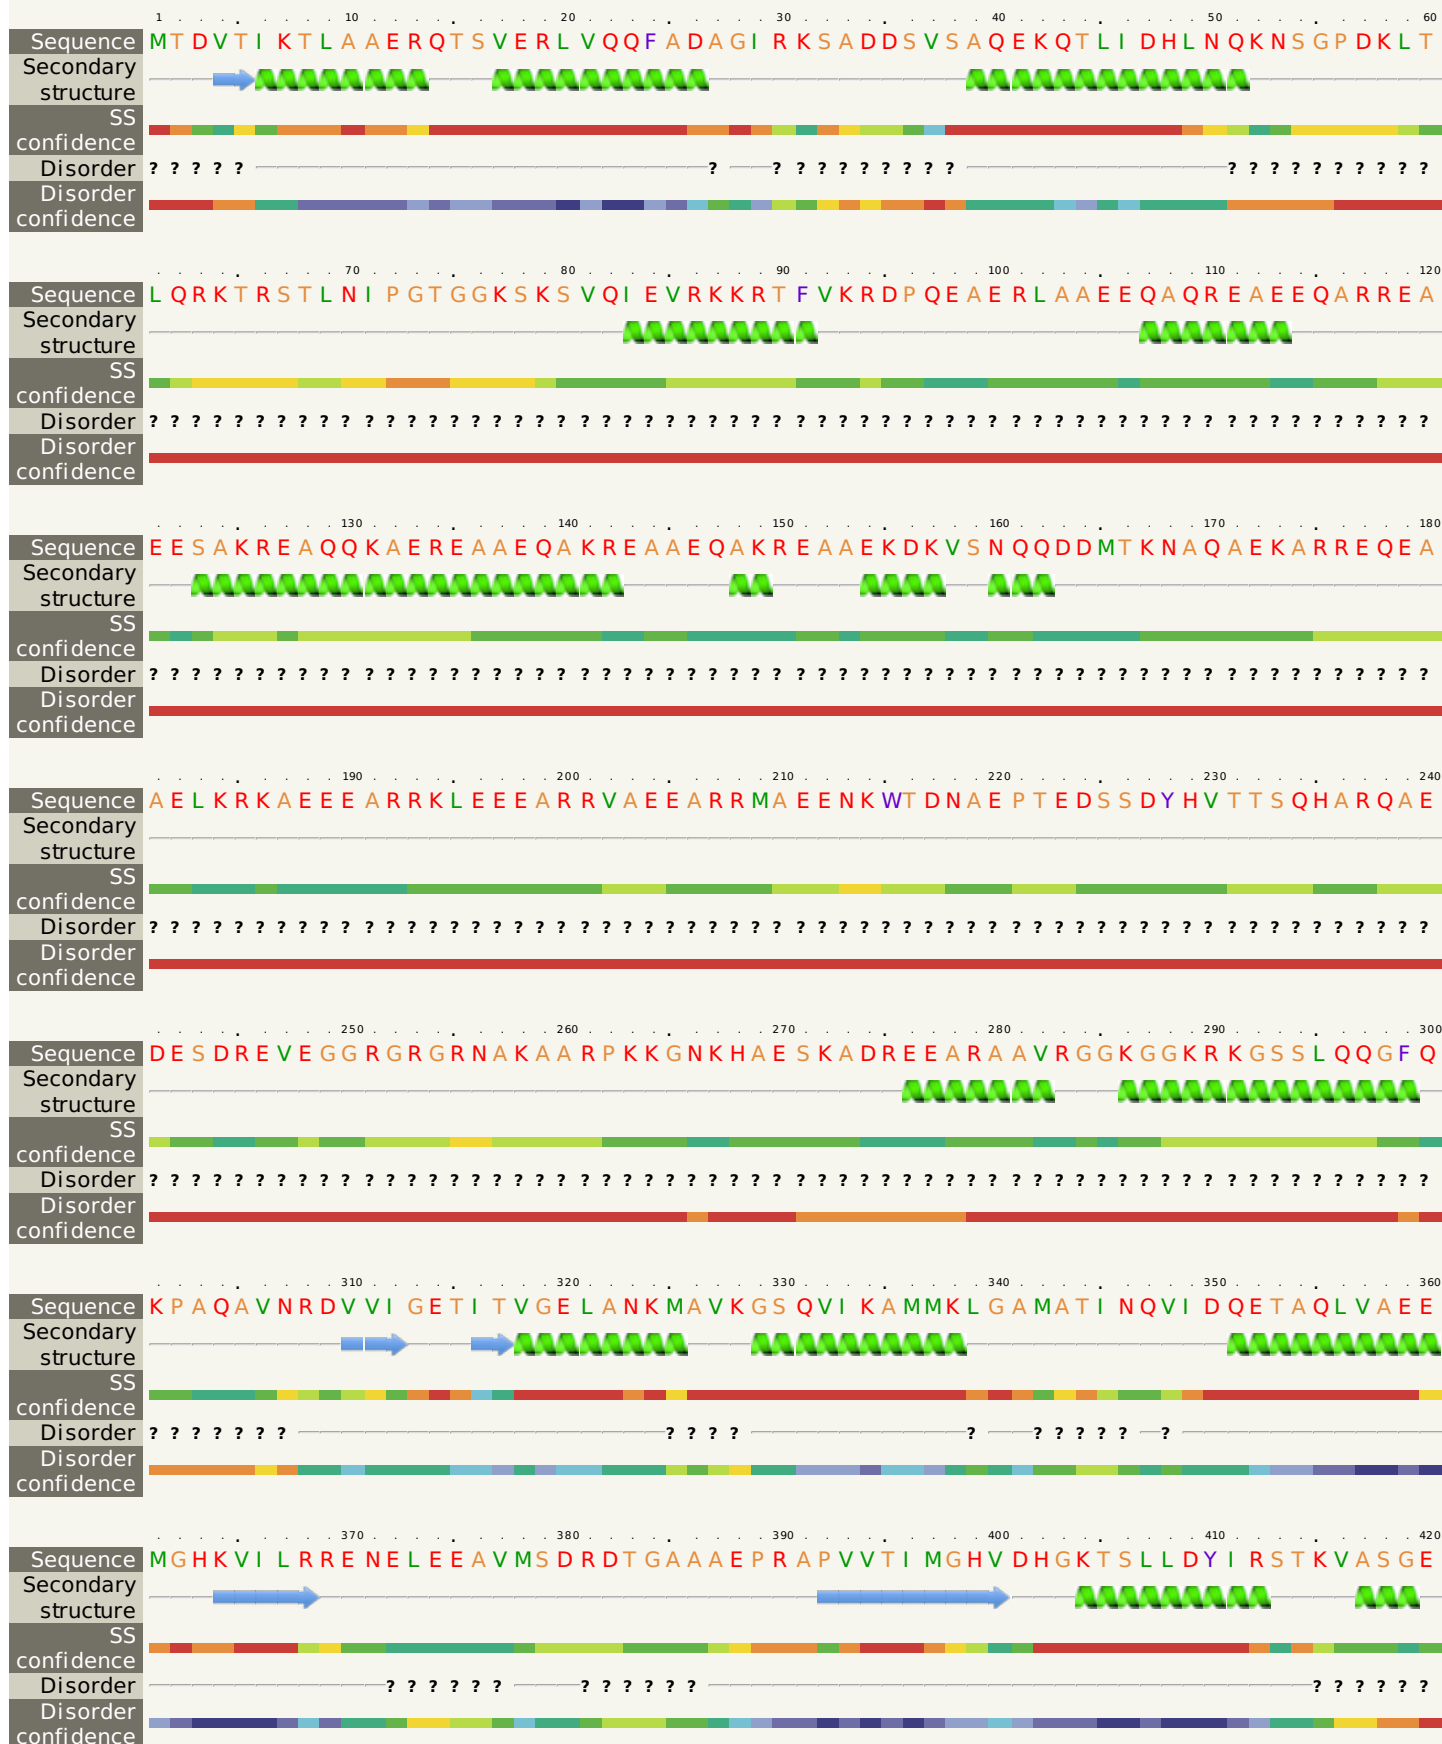 1 10 20 30 40 50 60
Sequence MTDVTIKTLAAERQTSVERLVQQFADAGIRKSADDSVSAQEKQTLIDHLNQKNSGPDKLT
Secondary
structure
SS
confidence
Disorder ????? ? ????????? ??????????
Disorder
confidence
70 80 90 100 110 120
Sequence LQRKTRSTLNIPGTGGKSKSVQIEVRKKRTFVKRDPQEAERLAAEEQAQREAEEQARREA
Secondary
structure
SS
confidence
Disorder ????????????????????????????????????????????????????????????
Disorder
confidence
130 140 150 160 170 180
Sequence EESAKREAQQKAEREAAEQAKREAAEQAKREAAEKDKVSNQQDDMTKNAQAEKARREQEA
Secondary
structure
SS
confidence
Disorder ????????????????????????????????????????????????????????????
Disorder
confidence
190 200 210 220 230 240
Sequence AELKRKAEEEARRKLEEEARRVAEEARRMAEENKWTDNAEPTEDSSDYHVTTSQHARQAE
Secondary
structure
SS
confidence
Disorder ????????????????????????????????????????????????????????????
Disorder
confidence
250 260 270 280 290 300
Sequence DESDREVEGGRGRGRNAKAARPKKGNKHAESKADREEARAAVRGGKGGKRKGSSLQQGFQ
Secondary
structure
SS
confidence
Disorder ????????????????????????????????????????????????????????????
Disorder
confidence
310 320 330 340 350 360
Sequence KPAQAVNRDVVIGETITVGELANKMAVKGSQVIKAMMKLGAMATINQVIDQETAQLVAEE
Secondary
structure
SS
confidence
Disorder ??????? ???? ? ????? ?
Disorder
confidence
370 380 390 400 410 420
Sequence MGHKVILRRENELEEAVMSDRDTGAAAEPRAPVVTIMGHVDHGKTSLLDYIRSTKVASGE
Secondary
structure
SS
confidence
Disorder ?????? ?????? ??????
Disorder
confidence